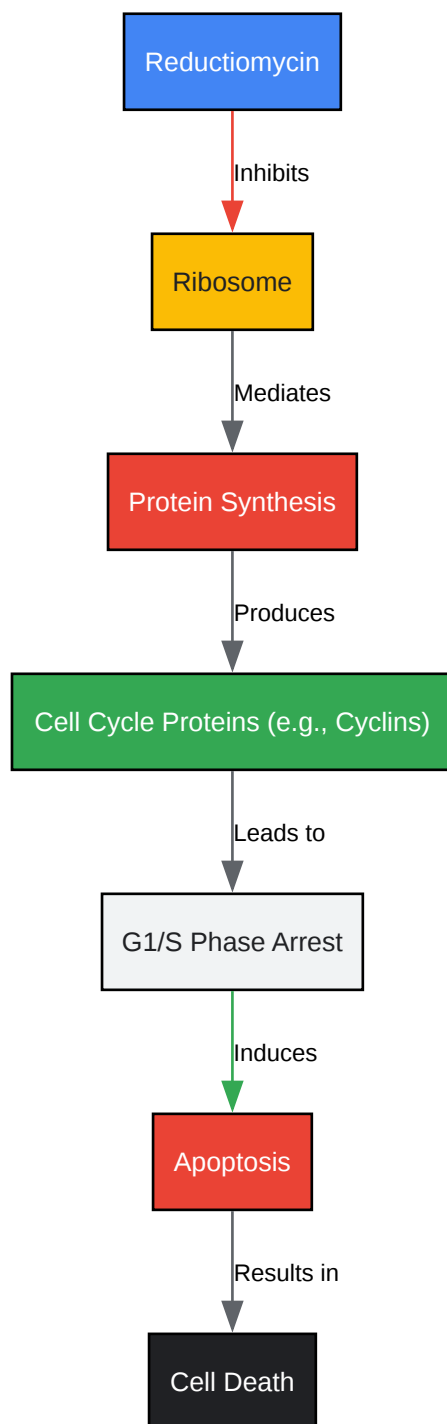 Reductiomycin
Inhibits
Ribosome
Mediates
Protein Synthesis
Produces
Cell Cycle Proteins (e.g., Cyclins)
Leads to
G1/S Phase Arrest
Induces
Apoptosis
Results in
Cell Death